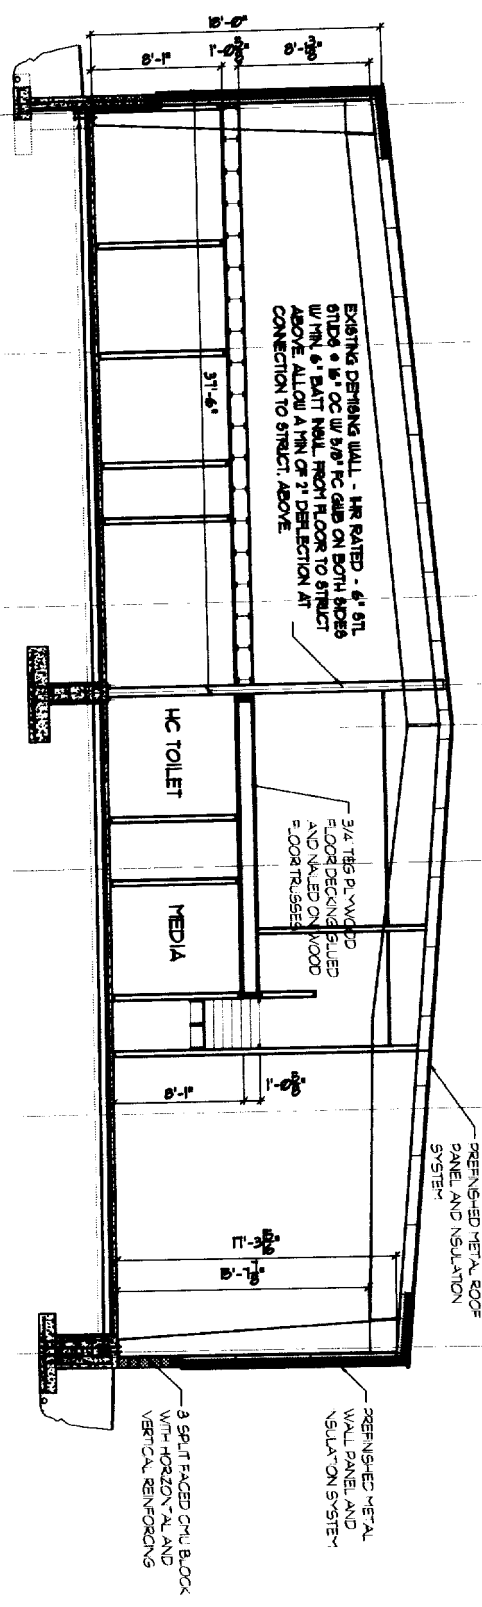 18'-0"
8'-1"
1'-0 5/8"
8'-1 3/8"
EXISTING DEMISING WALL - 1HR RATED - 6" STL
STUDS @ 16" OC W/ 5/8" FC GWB ON BOTH SIDES
W/ MIN. 6" BATT INSUL FROM FLOOR TO STRUCT
ABOVE. ALLOW A MIN OF 2" DEFLECTION AT
CONNECTION TO STRUCT. ABOVE.
37'-6"
HC TOILET
MEDIA
3/4 T&G PLYWOOD
FLOOR DECKING GLUED
AND NAILED ON WOOD
FLOOR TRUSSES
8'-1"
PREFINISHED METAL ROOF
PANEL AND INSULATION
SYSTEM
PREFINISHED METAL
WALL PANEL AND
INSULATION SYSTEM
8 SPLIT FACED CMU BLOCK
WITH HORIZONTAL AND
VERTICAL REINFORCING